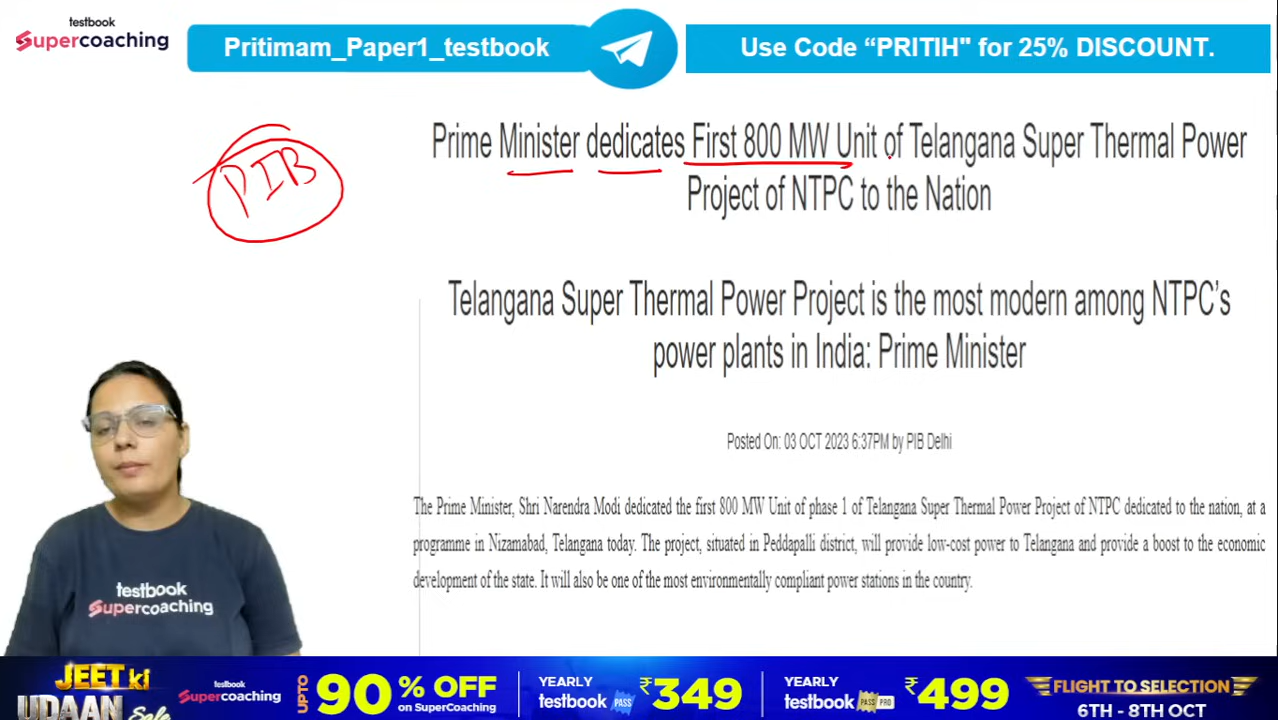 testbook
Supercoaching
Pritimam_Paper1_testbook
Use Code “PRITIH" for 25% DISCOUNT.
PIB
Prime Minister dedicates First 800 MW Unit of Telangana Super Thermal Power
Project of NTPC to the Nation
Telangana Super Thermal Power Project is the most modern among NTPC’s
power plants in India: Prime Minister
Posted On: 03 OCT 2023 6:37PM by PIB Delhi
The Prime Minister, Shri Narendra Modi dedicated the first 800 MW Unit of phase 1 of Telangana Super Thermal Power Project of NTPC dedicated to the nation, at a
programme in Nizamabad, Telangana today. The project, situated in Peddapalli district, will provide low-cost power to Telangana and provide a boost to the economic
development of the state. It will also be one of the most environmentally compliant power stations in the country.
testbook
Supercoaching
JEET ki
UDAAN Sale
testbook
Supercoaching
UPTO
90% OFF
on SuperCoaching
YEARLY
testbook PASS
₹349
YEARLY
testbook PASS PRO
₹499
FLIGHT TO SELECTION
6TH - 8TH OCT